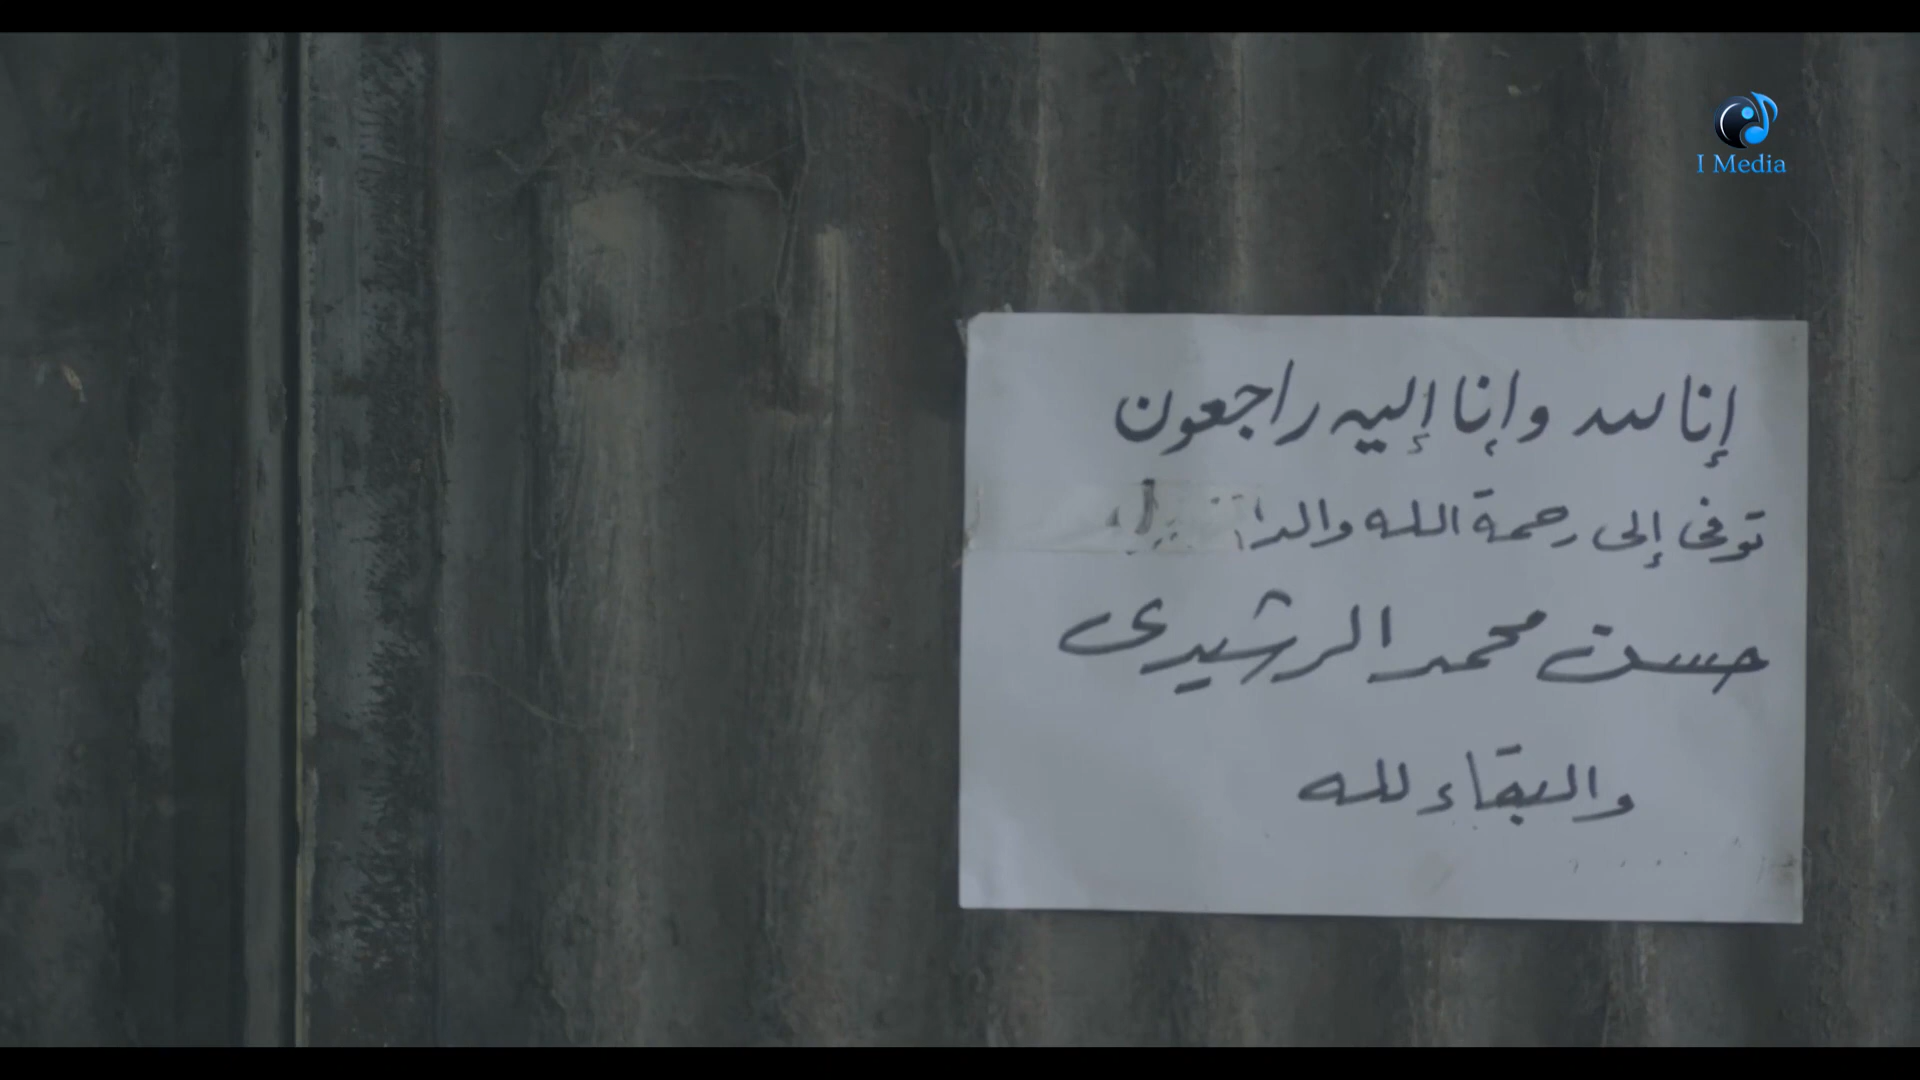 I Media
إنا لله وإنا إليه راجعون
توفى إلى رحمة الله
حسن محمد الرشيدى
والبقاء لله